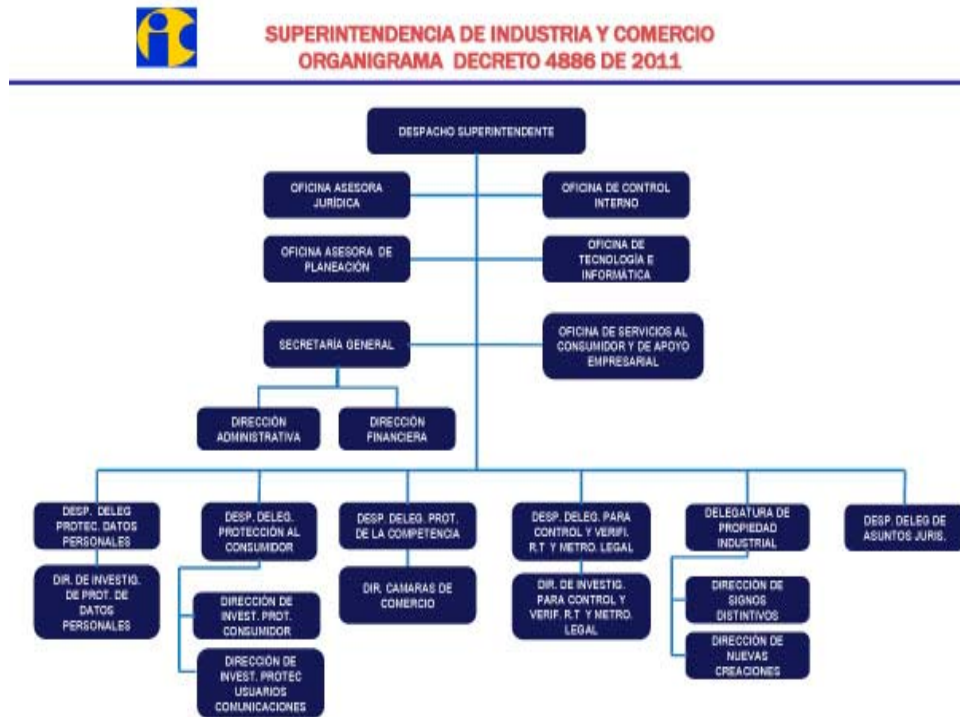 SUPERINTENDENCIA DE INDUSTRIA Y COMERCIO
ORGANIGRAMA DECRETO 4886 DE 2011
DESPACHO SUPERINTENDENTE
OFICINA ASESORA
JURÍDICA
OFICINA DE CONTROL
INTERNO
OFICINA ASESORA DE
PLANEACIÓN
OFICINA DE
TECNOLOGÍA E
INFORMÁTICA
SECRETARÍA GENERAL
OFICINA DE SERVICIOS AL
CONSUMIDOR Y DE APOYO
EMPRESARIAL
DIRECCIÓN
ADMINISTRATIVA
DIRECCIÓN
FINANCIERA
DESP. DELEG
PROTEC. DATOS
PERSONALES
DESP. DELEG.
PROTECCIÓN AL
CONSUMIDOR
DESP. DELEG. PROT.
DE LA COMPETENCIA
DESP. DELEG. PARA
CONTROL Y VERIFI.
R.T Y METRO. LEGAL
DELEGATURA DE
PROPIEDAD
INDUSTRIAL
DESP. DELEG DE
ASUNTOS JURIS.
DIR. DE INVESTIG.
DE PROT. DE
DATOS
PERSONALES
DIRECCIÓN DE
INVEST. PROT.
CONSUMIDOR
DIRECCIÓN DE
INVEST. PROTEC
USUARIOS
COMUNICACIONES
DIR. CAMARAS DE
COMERCIO
DIR. DE INVESTIG.
PARA CONTROL Y
VERIF. R.T Y METRO.
LEGAL
DIRECCIÓN DE
SIGNOS
DISTINTIVOS
DIRECCIÓN DE
NUEVAS
CREACIONES